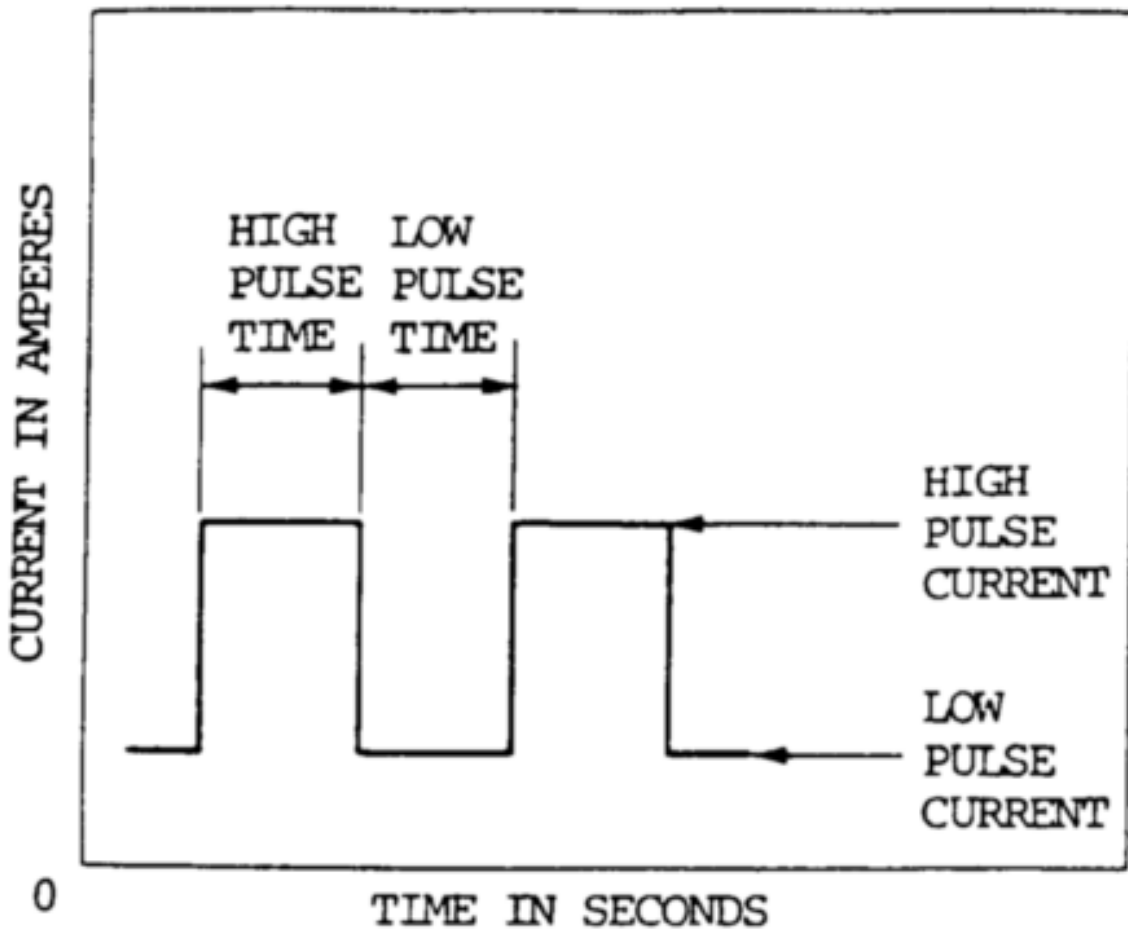 CURRENT IN AMPERES
HIGH
PULSE
TIME
LOW
PULSE
TIME
HIGH
PULSE
CURRENT
LOW
PULSE
CURRENT
0
TIME IN SECONDS